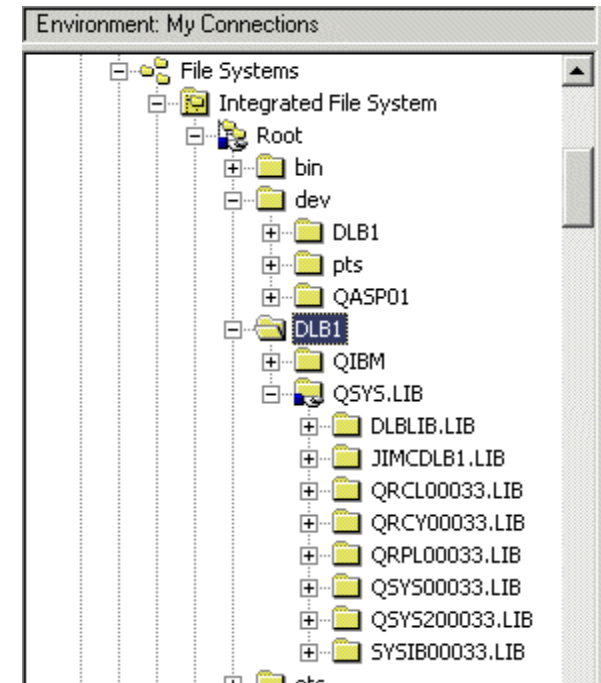 Environment: My Connections
File Systems
Integrated File System
Root
bin
dev
DLB1
pts
QASP01
DLB1
QIBM
QSYS.LIB
DLBLIB.LIB
JIMCDLB1.LIB
QRCL00033.LIB
QRCY00033.LIB
QRPL00033.LIB
QSYS00033.LIB
QSYS200033.LIB
SYSIB00033.LIB